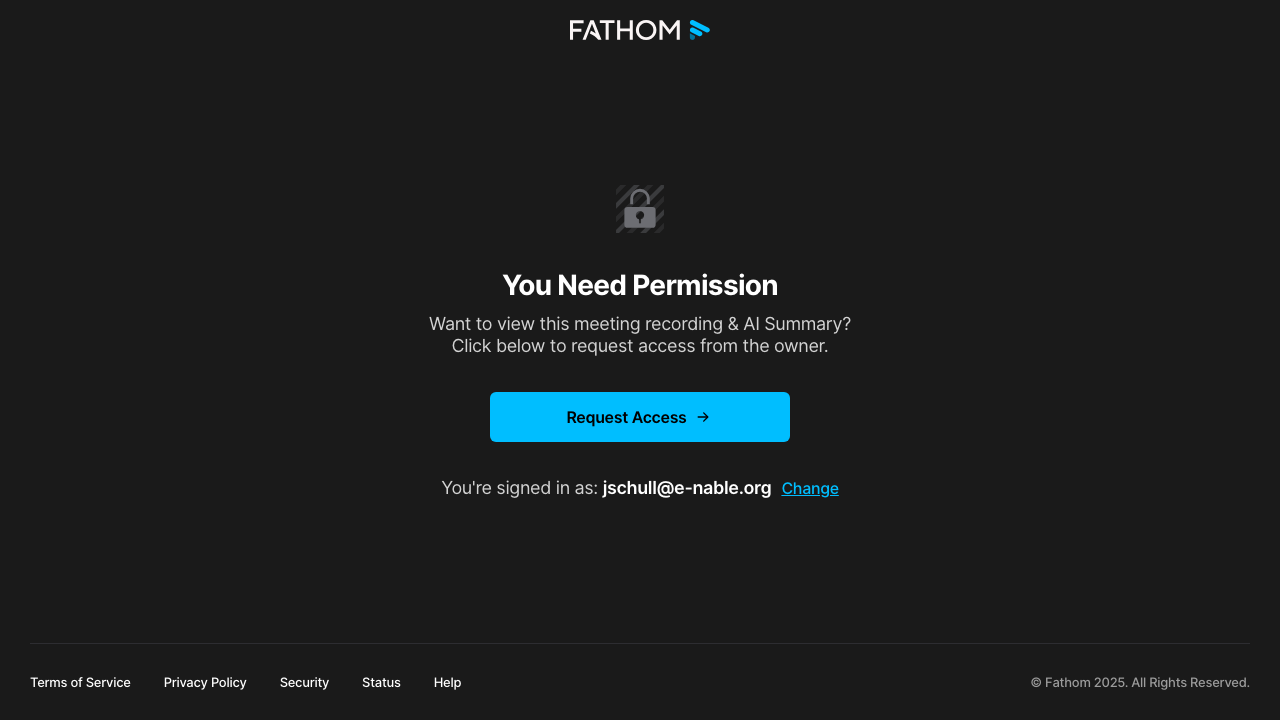 FATHOM
You Need Permission
Want to view this meeting recording & AI Summary?
Click below to request access from the owner.
Request Access →
You're signed in as: jschull@e-nable.org Change
Terms of Service Privacy Policy Security Status Help © Fathom 2025. All Rights Reserved.